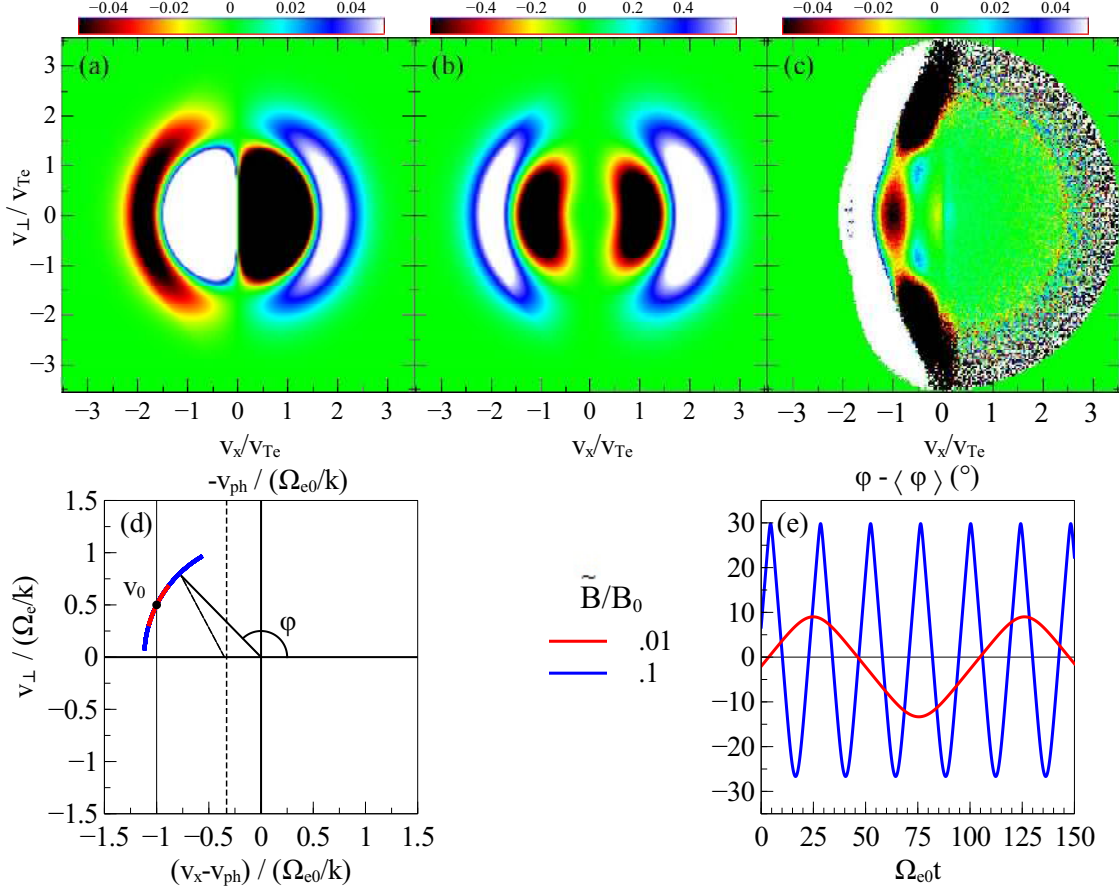 −0.04 −0.02 0 0.02 0.04
−0.4 −0.2 0 0.2 0.4
−0.04 −0.02 0 0.02 0.04
(a)
(b)
(c)
3
2
1
0
−1
−2
−3
v⊥/ vTe
−3 −2 −1 0 1 2 3
−3 −2 −1 0 1 2 3
−3 −2 −1 0 1 2 3
vx/vTe
vx/vTe
vx/vTe
-vph / (Ωe0/k)
φ - ⟨ φ ⟩ (°)
(d)
1.5
1
0.5
0
−0.5
−1
−1.5
v⊥ / (Ωe/k)
v0
φ
−1.5 −1 −0.5 0 0.5 1 1.5
(vx-vph) / (Ωe0/k)
B̃/B0
.01
.1
(e)
30
20
10
0
−10
−20
−30
0 25 50 75 100 125 150
Ωe0t